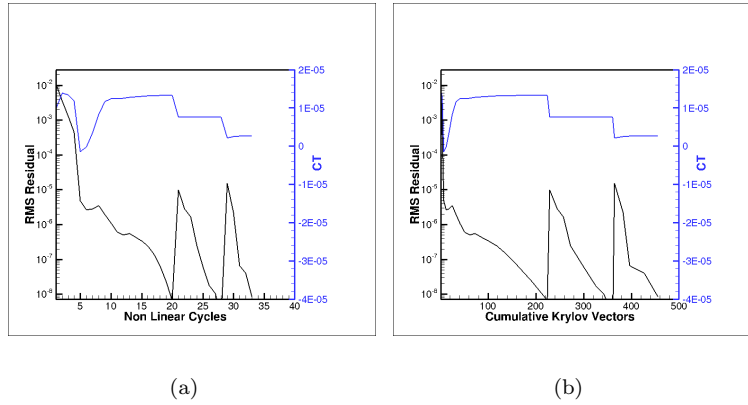 10⁻²
10⁻³
10⁻⁴
10⁻⁵
10⁻⁶
10⁻⁷
10⁻⁸
RMS Residual
5 10 15 20 25 30 35 40
Non Linear Cycles
2E-05
1E-05
0
-1E-05
-2E-05
-3E-05
-4E-05
CT
(a)
10⁻²
10⁻³
10⁻⁴
10⁻⁵
10⁻⁶
10⁻⁷
10⁻⁸
RMS Residual
100 200 300 400 500
Cumulative Krylov Vectors
2E-05
1E-05
0
-1E-05
-2E-05
-3E-05
-4E-05
CT
(b)